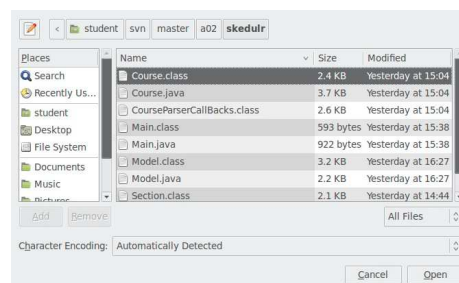 < student svn master a02 skedulr
Places Name Size Modified
Search Course.class 2.4 KB Yesterday at 15:04
Recently Us... Course.java 3.7 KB Yesterday at 15:04
student CourseParserCallBacks.class 2.6 KB Yesterday at 15:04
Desktop Main.class 593 bytes Yesterday at 15:38
File System Main.java 922 bytes Yesterday at 15:38
Documents Model.class 3.2 KB Yesterday at 16:27
Music Model.java 2.2 KB Yesterday at 16:27
Pictures Section.class 2.1 KB Yesterday at 14:44
Add Remove All Files
Character Encoding: Automatically Detected
Cancel Open